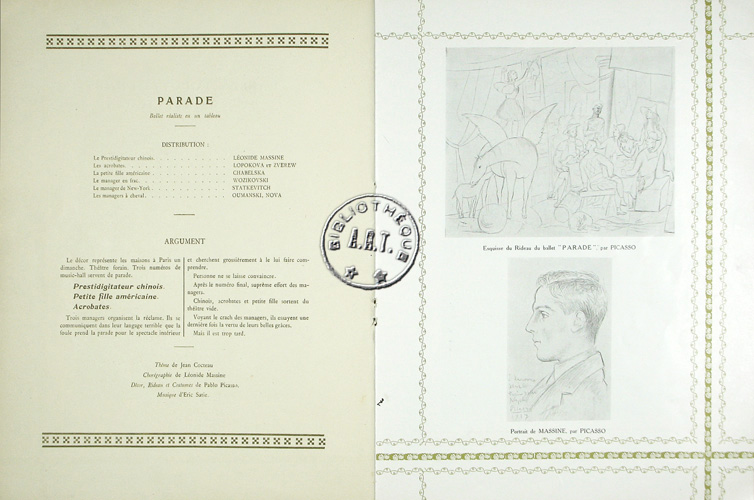 PARADE
Ballet réaliste en un tableau
DISTRIBUTION :
Le Prestidigitateur chinois. . . . . . . . . . . . . LÉONIDE MASSINE
Les acrobates. . . . . . . . . . . . . . . LOPOKOVA et ZVEREW
La petite fille américaine . . . . . . . . . . . . . CHABELSKA
Le manager en frac. . . . . . . . . . . . . . WOIZIKOVSKI
Le manager de New-York. . . . . . . . . . . . . STATKEVITCH
Les managers à cheval. . . . . . . . . . . . . . OUMANSKI, NOVA
ARGUMENT
Le décor représente les maisons à Paris un
dimanche. Théâtre forain. Trois numéros de
music-hall servent de parade.
Prestidigitateur chinois.
Petite fille américaine.
Acrobates.
Trois managers organisent la réclame. Ils se
communiquent dans leur langage terrible que la
foule prend la parade pour le spectacle intérieur
et cherchent grossièrement à le lui faire com-
prendre.
Personne ne se laisse convaincre.
Après le numéro final, suprême effort des ma-
nagers.
Chinois, acrobates et petite fille sortent du
théâtre vide.
Voyant le crach des managers, ils essayent une
dernière fois la vertu de leurs belles grâces.
Mais il est trop tard.
Thème de Jean Cocteau
Chorégraphie de Léonide Massine
Décor, Rideau et Costumes de Pablo Picasso,
Musique d'Eric Satie.
BIBLIOTHÈQUE
A.R.T.
Esquisse du Rideau du ballet "PARADE" par PICASSO
Picasso
1917
Portrait de MASSINE, par PICASSO